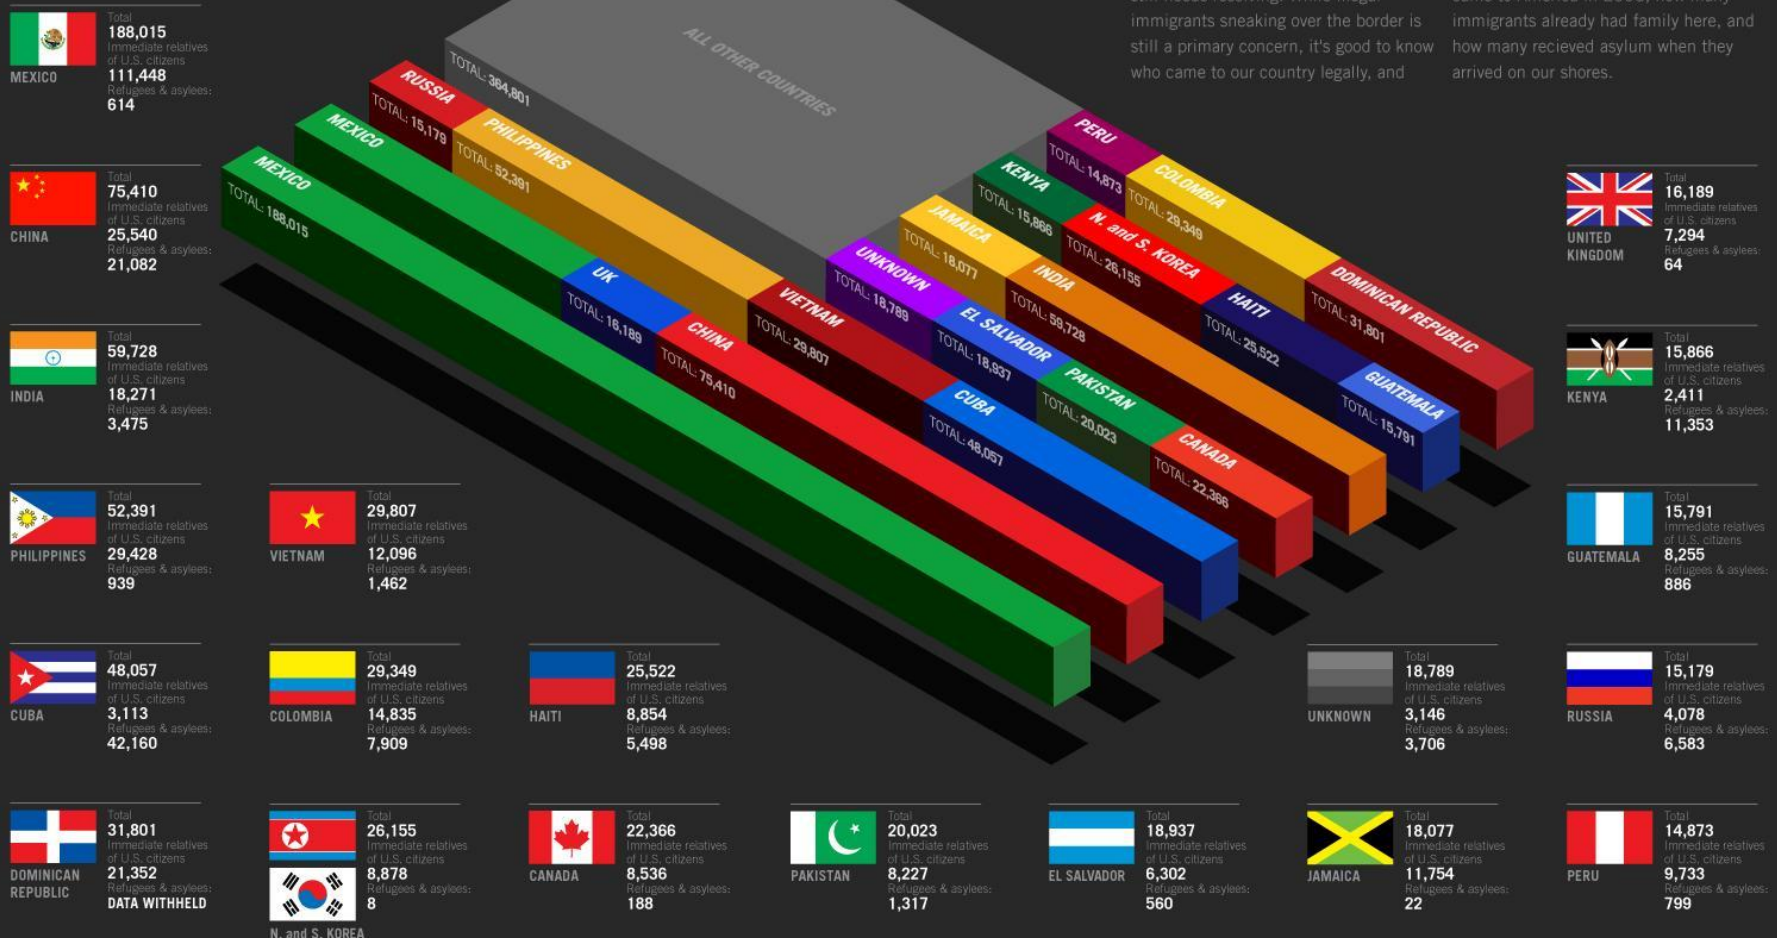 immigrants sneaking over the border is
still a primary concern, it's good to know
who came to our country legally, and
immigrants already had family here, and
how many recieved asylum when they
arrived on our shores.
ALL OTHER COUNTRIES
TOTAL: 364,801
RUSSIA
TOTAL: 15,179
PHILIPPINES
TOTAL: 52,391
MEXICO
MEXICO
TOTAL: 188,015
UK
TOTAL: 16,189
CHINA
TOTAL: 75,410
VIETNAM
TOTAL: 29,807
CUBA
TOTAL: 48,057
UNKNOWN
TOTAL: 18,789
EL SALVADOR
TOTAL: 18,937
PAKISTAN
TOTAL: 20,023
CANADA
TOTAL: 22,366
JAMAICA
TOTAL: 18,077
INDIA
TOTAL: 59,728
KENYA
TOTAL: 15,866
N. and S. KOREA
TOTAL: 26,155
HAITI
TOTAL: 25,522
GUATEMALA
TOTAL: 15,791
PERU
TOTAL: 14,873
COLOMBIA
TOTAL: 29,349
DOMINICAN REPUBLIC
TOTAL: 31,801
MEXICO
Total
188,015
Immediate relatives
of U.S. citizens
111,448
Refugees & asylees:
614
CHINA
Total
75,410
Immediate relatives
of U.S. citizens
25,540
Refugees & asylees:
21,082
INDIA
Total
59,728
Immediate relatives
of U.S. citizens
18,271
Refugees & asylees:
3,475
PHILIPPINES
Total
52,391
Immediate relatives
of U.S. citizens
29,428
Refugees & asylees:
939
VIETNAM
Total
29,807
Immediate relatives
of U.S. citizens
12,096
Refugees & asylees:
1,462
CUBA
Total
48,057
Immediate relatives
of U.S. citizens
3,113
Refugees & asylees:
42,160
COLOMBIA
Total
29,349
Immediate relatives
of U.S. citizens
14,835
Refugees & asylees:
7,909
HAITI
Total
25,522
Immediate relatives
of U.S. citizens
8,854
Refugees & asylees:
5,498
UNITED
KINGDOM
Total
16,189
Immediate relatives
of U.S. citizens
7,294
Refugees & asylees:
64
KENYA
Total
15,866
Immediate relatives
of U.S. citizens
2,411
Refugees & asylees:
11,353
GUATEMALA
Total
15,791
Immediate relatives
of U.S. citizens
8,255
Refugees & asylees:
886
UNKNOWN
Total
18,789
Immediate relatives
of U.S. citizens
3,146
Refugees & asylees:
3,706
RUSSIA
Total
15,179
Immediate relatives
of U.S. citizens
4,078
Refugees & asylees:
6,583
DOMINICAN
REPUBLIC
Total
31,801
Immediate relatives
of U.S. citizens
21,352
Refugees & asylees:
DATA WITHHELD
N. and S. KOREA
Total
26,155
Immediate relatives
of U.S. citizens
8,878
Refugees & asylees:
8
CANADA
Total
22,366
Immediate relatives
of U.S. citizens
8,536
Refugees & asylees:
188
PAKISTAN
Total
20,023
Immediate relatives
of U.S. citizens
8,227
Refugees & asylees:
1,317
EL SALVADOR
Total
18,937
Immediate relatives
of U.S. citizens
6,302
Refugees & asylees:
560
JAMAICA
Total
18,077
Immediate relatives
of U.S. citizens
11,754
Refugees & asylees:
22
PERU
Total
14,873
Immediate relatives
of U.S. citizens
9,733
Refugees & asylees:
799